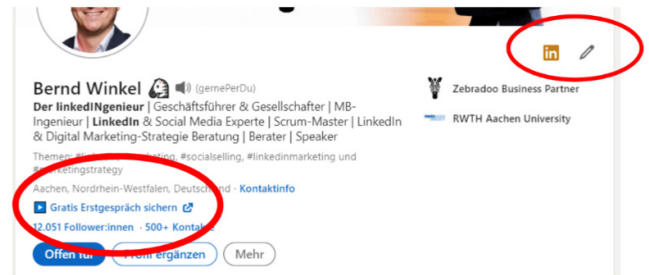 in
Bernd Winkel (gernePerDu)
Der linkedINgenieur | Geschäftsführer & Gesellschafter | MB-
Ingenieur | LinkedIn & Social Media Experte | Scrum-Master | LinkedIn
& Digital Marketing-Strategie Beratung | Berater | Speaker
Zebradoo Business Partner
RWTH Aachen University
Themen: #socialselling, #linkedinmarketing und
Aachen, Nordrhein-Westfalen, Deutschland · Kontaktinfo
Gratis Erstgespräch sichern
12.051 Follower:innen · 500+ Kontakte
Offen für
Profil ergänzen
Mehr